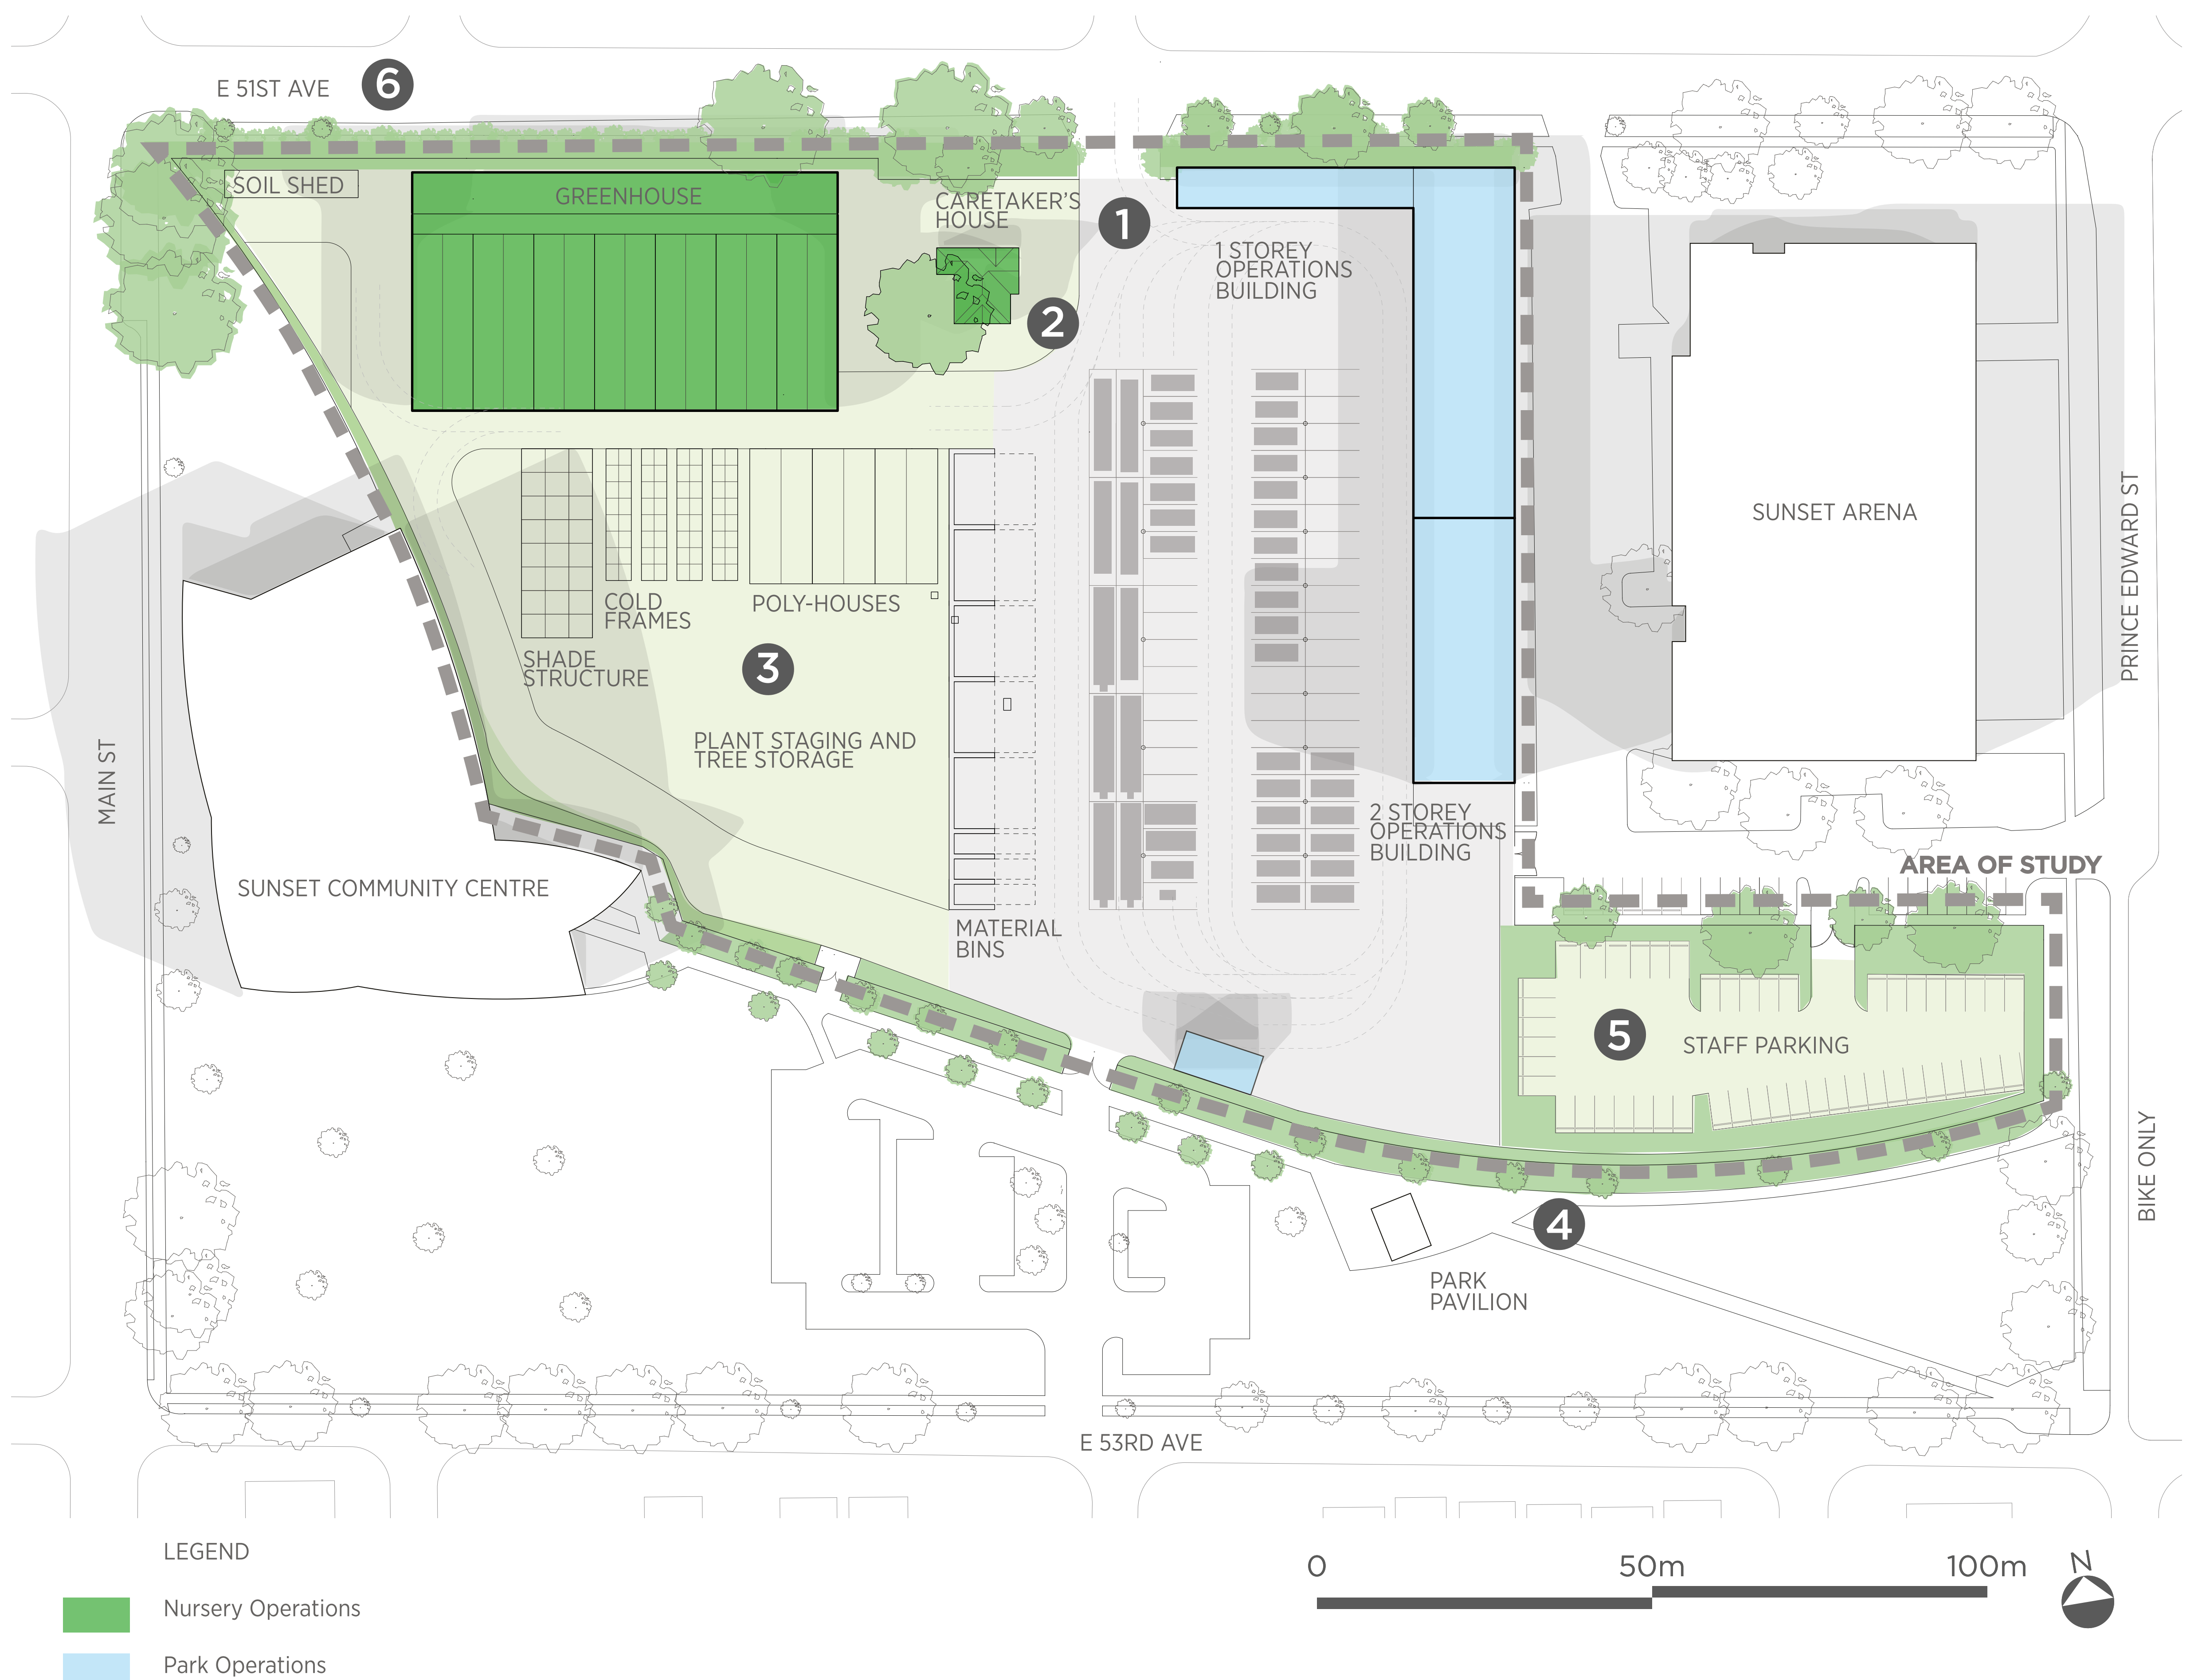 E 51ST AVE
6
SOIL SHED
GREENHOUSE
CARETAKER'S
HOUSE
1
1 STOREY
OPERATIONS
BUILDING
2
SUNSET ARENA
PRINCE EDWARD ST
COLD
FRAMES
POLY-HOUSES
SHADE
STRUCTURE
3
PLANT STAGING AND
TREE STORAGE
MAIN ST
2 STOREY
OPERATIONS
BUILDING
AREA OF STUDY
SUNSET COMMUNITY CENTRE
MATERIAL
BINS
5
STAFF PARKING
BIKE ONLY
4
PARK
PAVILION
E 53RD AVE
LEGEND
Nursery Operations
Park Operations
0
50m
100m
N